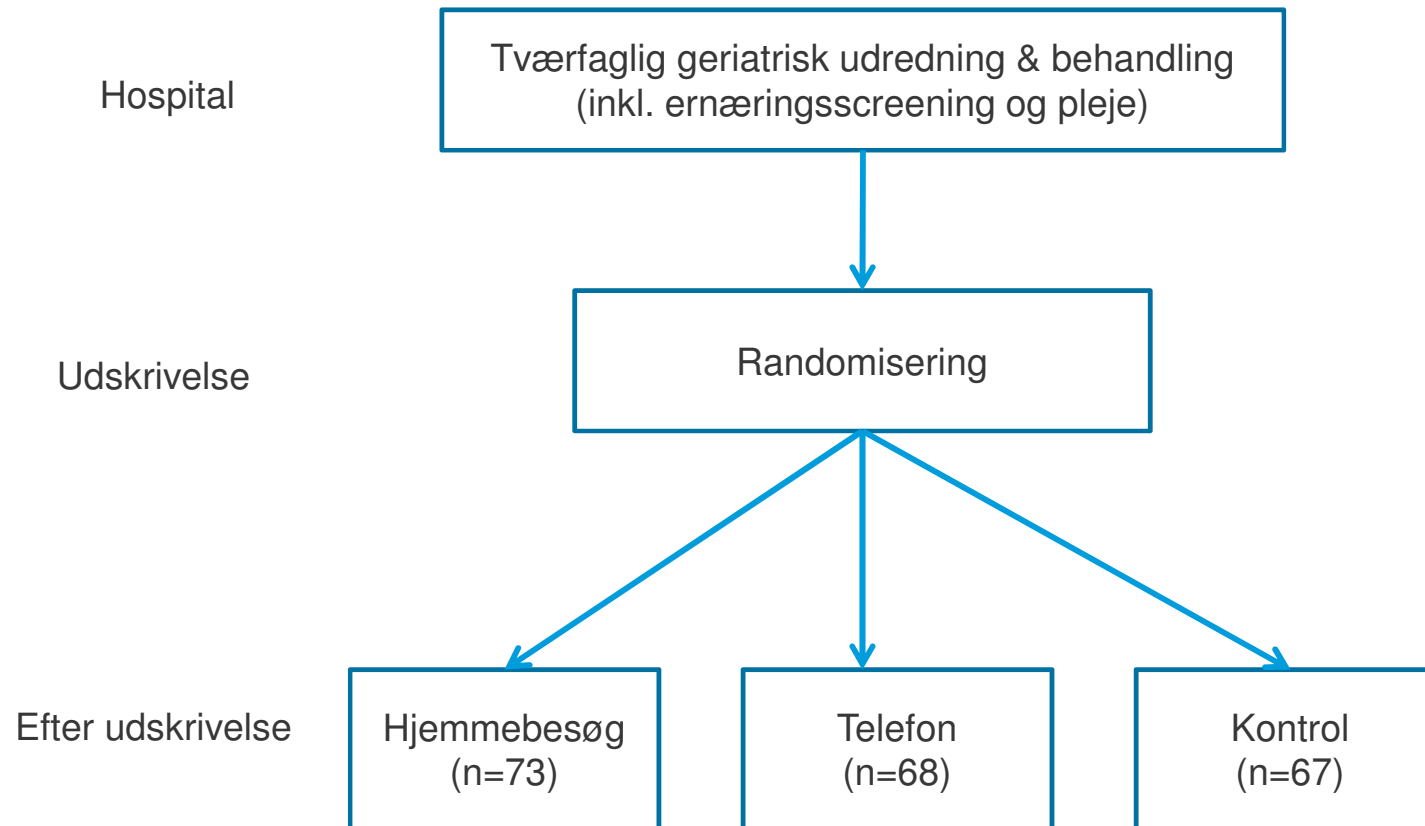 Hospital
Tværfaglig geriatrisk udredning & behandling
(inkl. ernæringsscreening og pleje)
Udskrivelse
Randomisering
Efter udskrivelse
Hjemmebesøg
(n=73)
Telefon
(n=68)
Kontrol
(n=67)